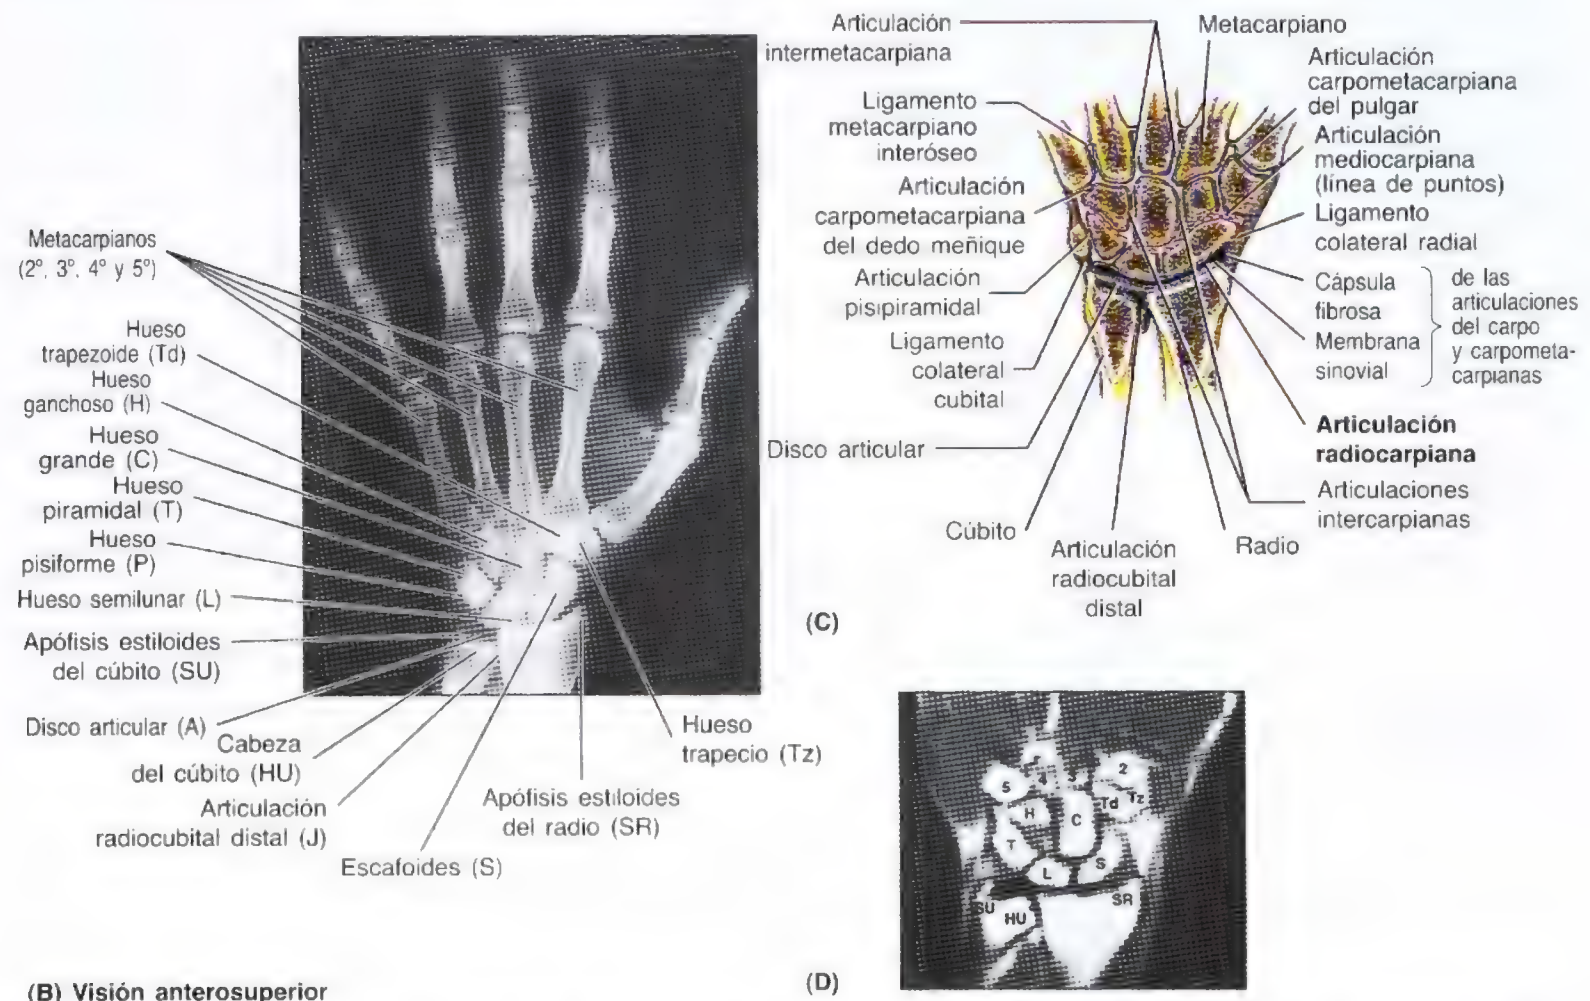 Metacarpianos
(2°, 3°, 4° y 5°)
Hueso
trapezoide (Td)
Hueso
ganchoso (H)
Hueso
grande (C)
Hueso
piramidal (T)
Hueso
pisiforme (P)
Hueso semilunar (L)
Apófisis estiloides
del cúbito (SU)
Disco articular (A)
Cabeza
del cúbito (HU)
Articulación
radiocubital distal (J)
Escafoides (S)
Apófisis estiloides
del radio (SR)
Hueso
trapecio (Tz)
(B) Visión anterosuperior
Articulación
intermetacarpiana
Ligamento
metacarpiano
interóseo
Articulación
carpometacarpiana
del dedo meñique
Articulación
pisipiramidal
Ligamento
colateral
cubital
Disco articular
Cúbito
Articulación
radiocubital
distal
Radio
Metacarpiano
Articulación
carpometacarpiana
del pulgar
Articulación
mediocarpiana
(línea de puntos)
Ligamento
colateral radial
Cápsula
fibrosa
Membrana
sinovial
de las
articulaciones
del carpo
y carpometa-
carpianas
Articulación
radiocarpiana
Articulaciones
intercarpianas
(C)
5
4
3
2
H
C
Td
Tz
T
L
S
SU
HU
SR
(D)